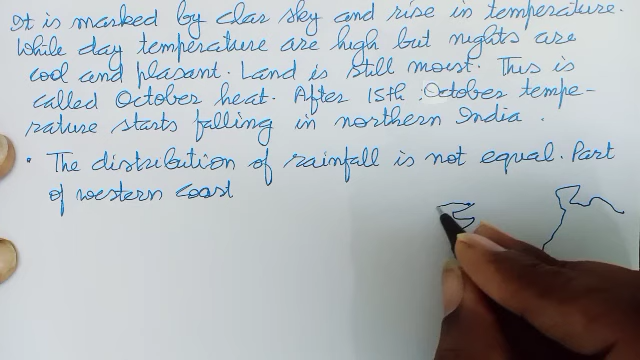 It is marked by clar sky and rise in temperature.
While day temperature are high but nights are
cool and plasant. Land is still moist. This is
called October heat. After 15th October tempe-
rature starts falling in northern India.
• The distribution of rainfall is not equal. Part
of western coast